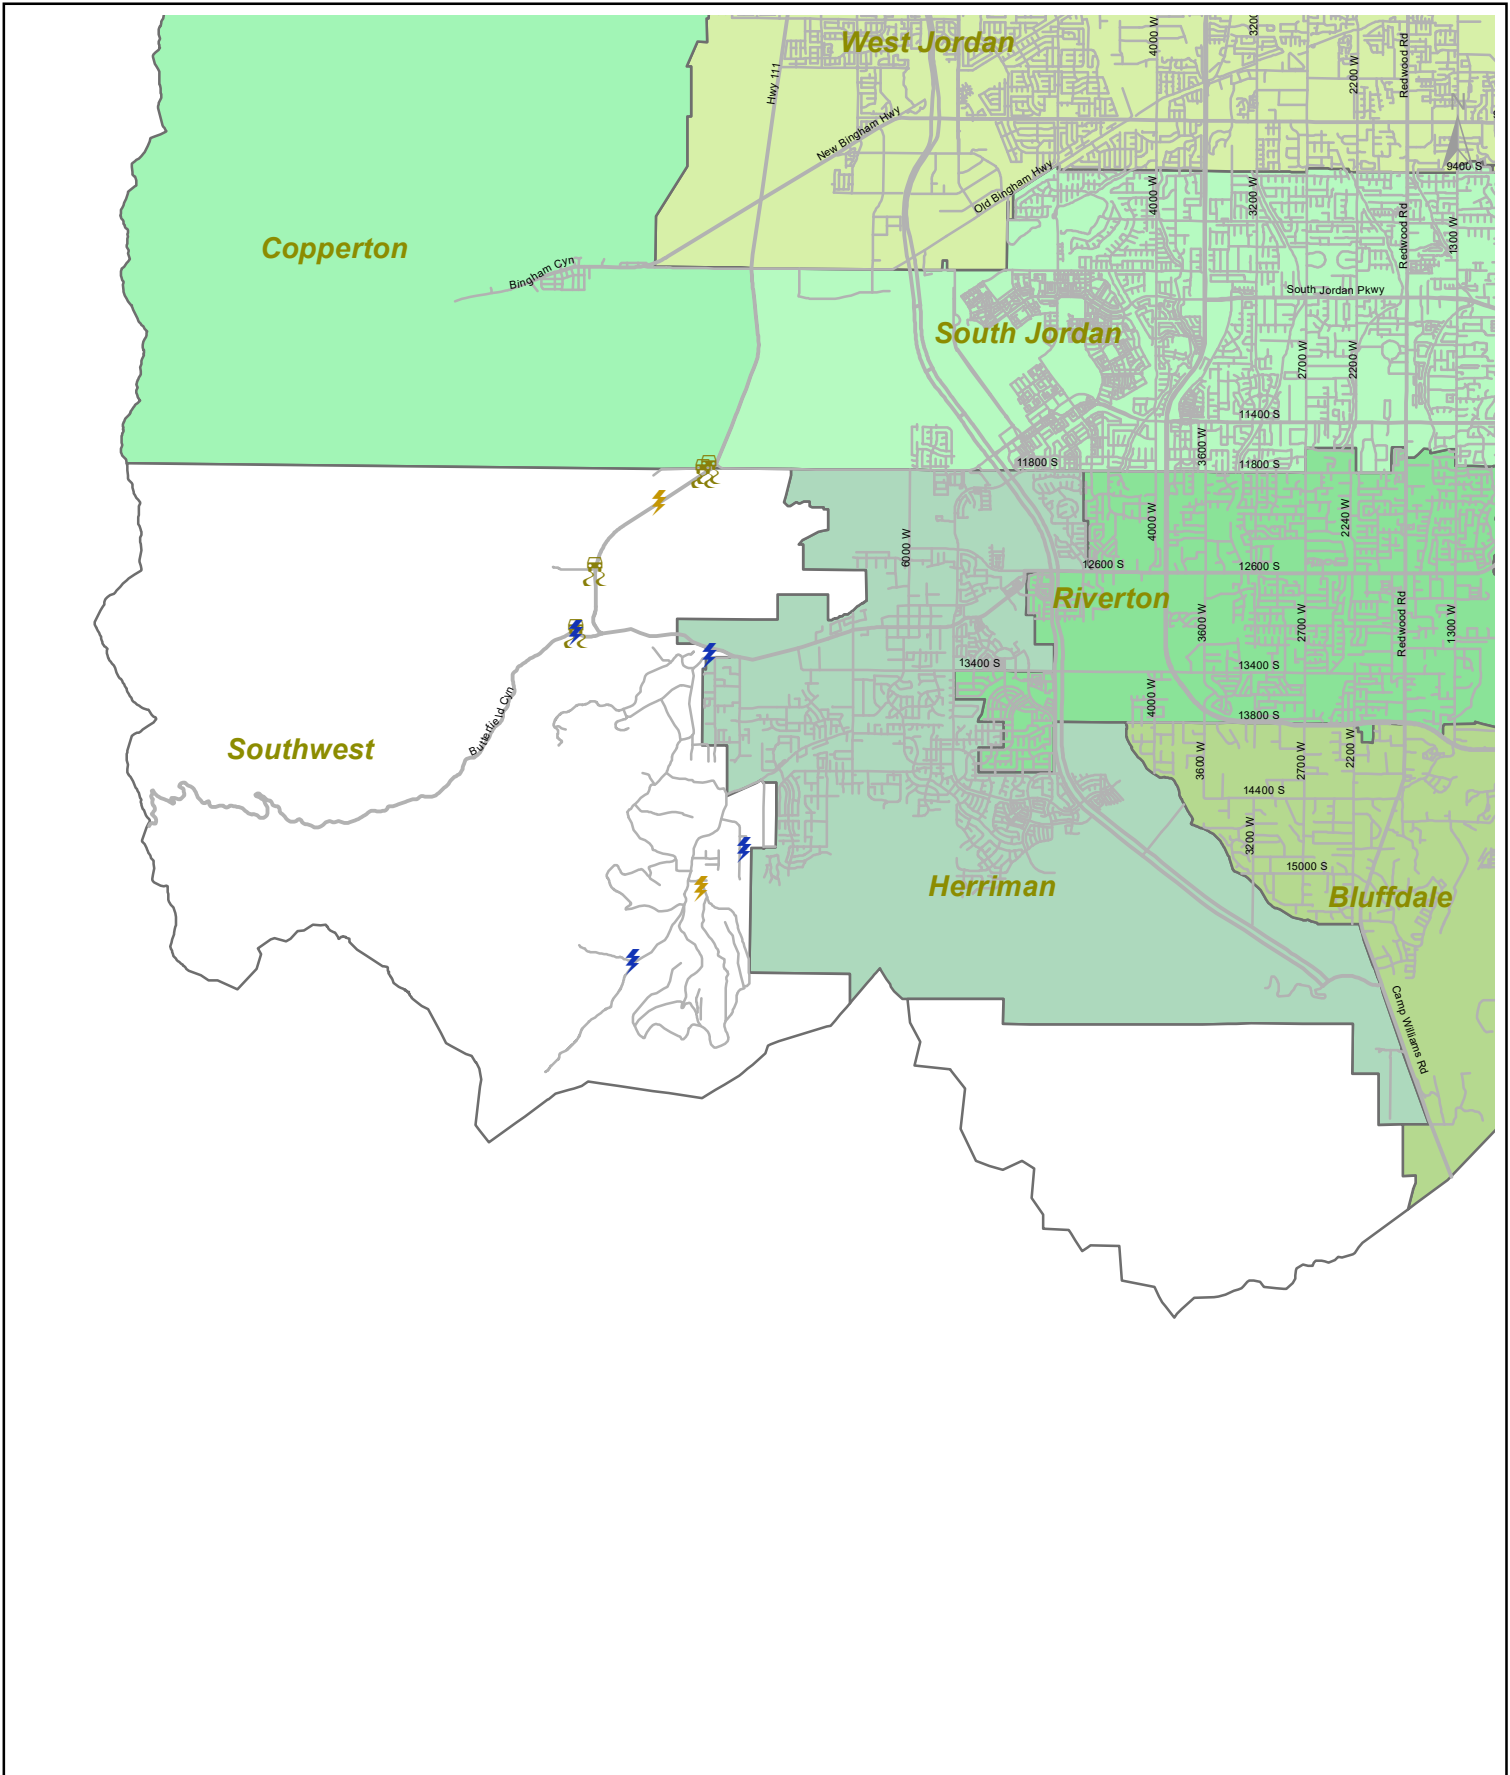 West Jordan
4000 W
3200
Redwood Rd
2200 W
Hwy 111
New Bingham Hwy
9400 S
Old Bingham Hwy
4000 W
3200 W
Redwood Rd
1300 W
Copperton
Bingham Cyn
South Jordan Pkwy
South Jordan
2700 W
2200 W
11400 S
3600 W
11800 S
11800 S
4000 W
2240 W
6000 W
12600 S
12600 S
Riverton
3600 W
2700 W
Redwood Rd
1300 W
13400 S
13400 S
4000 W
13800 S
Butterfield Cyn
Southwest
3600 W
2700 W
2200 W
14400 S
3200 W
15000 S
Herriman
Bluffdale
Camp Williams Rd